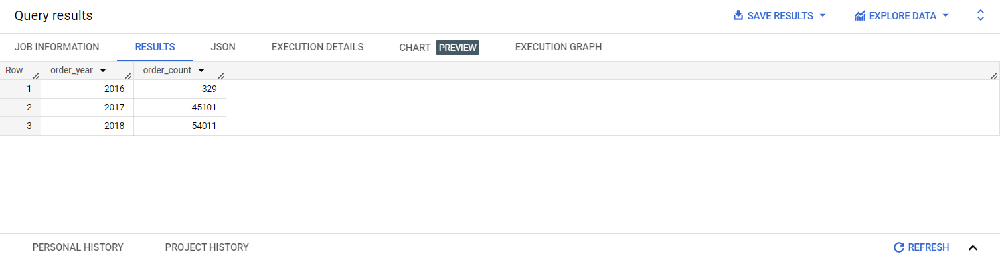 Query results SAVE RESULTS EXPLORE DATA
JOB INFORMATION RESULTS JSON EXECUTION DETAILS CHART PREVIEW EXECUTION GRAPH
Row order_year order_count
1 2016 329
2 2017 45101
3 2018 54011
PERSONAL HISTORY PROJECT HISTORY REFRESH